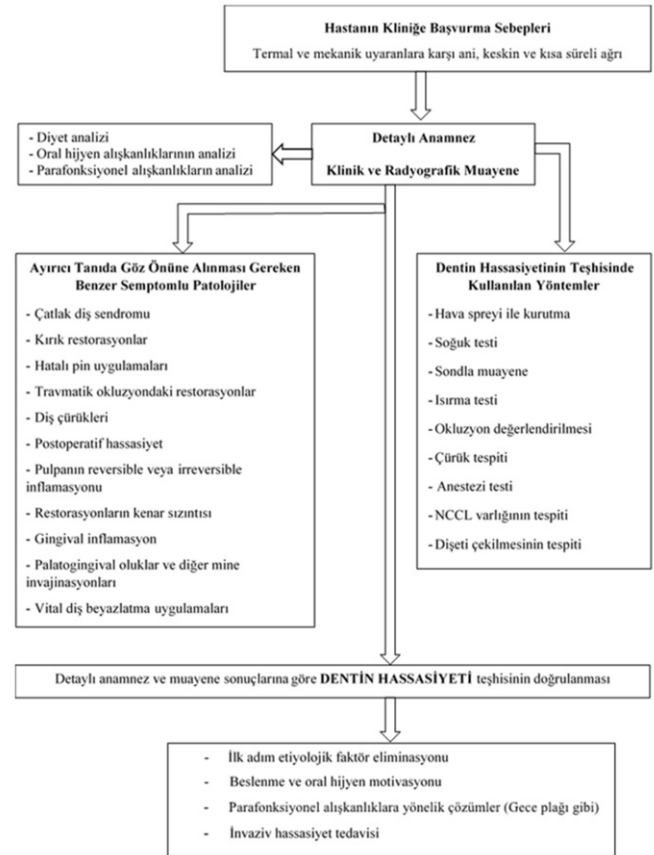 Hastanın Kliniğe Başvurma Sebepleri
Termal ve mekanik uyaranlara karşı ani, keskin ve kısa süreli ağrı
- Diyet analizi
- Oral hijyen alışkanlıklarının analizi
- Parafonksiyonel alışkanlıkların analizi
Detaylı Anamnez
Klinik ve Radyografik Muayene
Ayırıcı Tanıda Göz Önüne Alınması Gereken
Benzer Semptomlu Patolojiler
- Çatlak diş sendromu
- Kırık restorasyonlar
- Hatalı pin uygulamaları
- Travmatik okluzyondaki restorasyonlar
- Diş çürükleri
- Postoperatif hassasiyet
- Pulpanın reversible veya irreversible
inflamasyonu
- Restorasyonların kenar sızıntısı
- Gingival inflamasyon
- Palatogingival oluklar ve diğer mine
invajinasyonları
- Vital diş beyazlatma uygulamaları
Dentin Hassasiyetinin Teşhisinde
Kullanılan Yöntemler
- Hava spreyi ile kurutma
- Soğuk testi
- Sondla muayene
- Isırma testi
- Okluzyon değerlendirilmesi
- Çürük tespiti
- Anestezi testi
- NCCL varlığının tespiti
- Dişeti çekilmesinin tespiti
Detaylı anamnez ve muayene sonuçlarına göre DENTİN HASSASİYETİ teşhisinin doğrulanması
- İlk adım etiyolojik faktör eliminasyonu
- Beslenme ve oral hijyen motivasyonu
- Parafonksiyonel alışkanlıklara yönelik çözümler (Gece plağı gibi)
- İnvaziv hassasiyet tedavisi